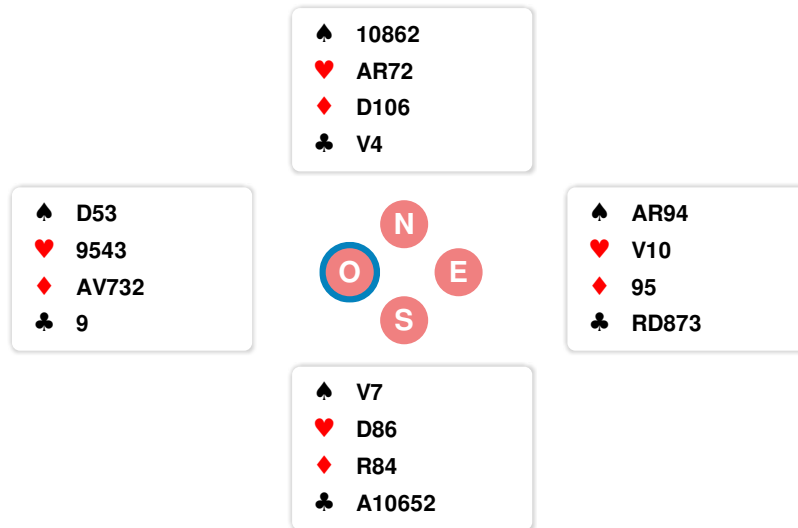 ♠ 10862
♥ AR72
♦ D106
♣ V4
♠ D53
♥ 9543
♦ AV732
♣ 9
N
O E
S
♠ AR94
♥ V10
♦ 95
♣ RD873
♠ V7
♥ D86
♦ R84
♣ A10652